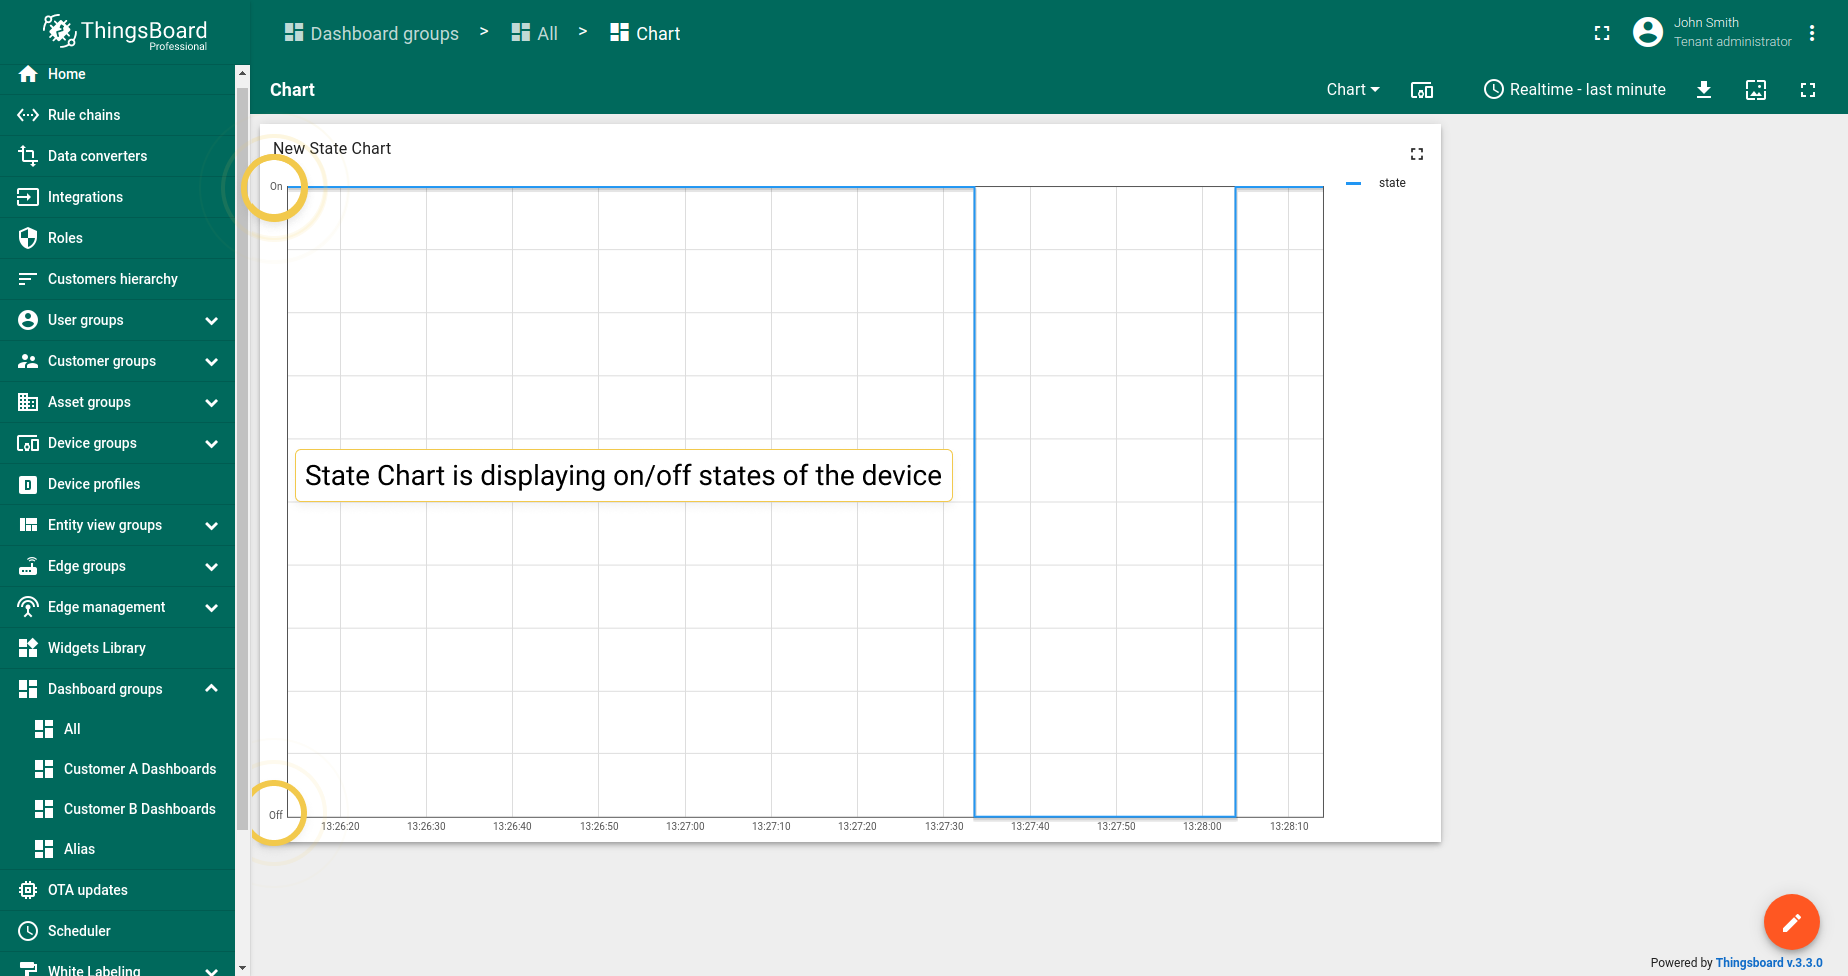 ThingsBoard
Professional
Dashboard groups > All > Chart
John Smith
Tenant administrator
Home
Rule chains
Data converters
Integrations
Roles
Customers hierarchy
User groups
Customer groups
Asset groups
Device groups
Device profiles
Entity view groups
Edge groups
Edge management
Widgets Library
Dashboard groups
All
Customer A Dashboards
Customer B Dashboards
Alias
OTA updates
Scheduler
White Labeling
Chart
Chart
Realtime - last minute
New State Chart
On
state
State Chart is displaying on/off states of the device
Off
13:26:20 13:26:30 13:26:40 13:26:50 13:27:00 13:27:10 13:27:20 13:27:30 13:27:40 13:27:50 13:28:00 13:28:10
Powered by Thingsboard v.3.3.0